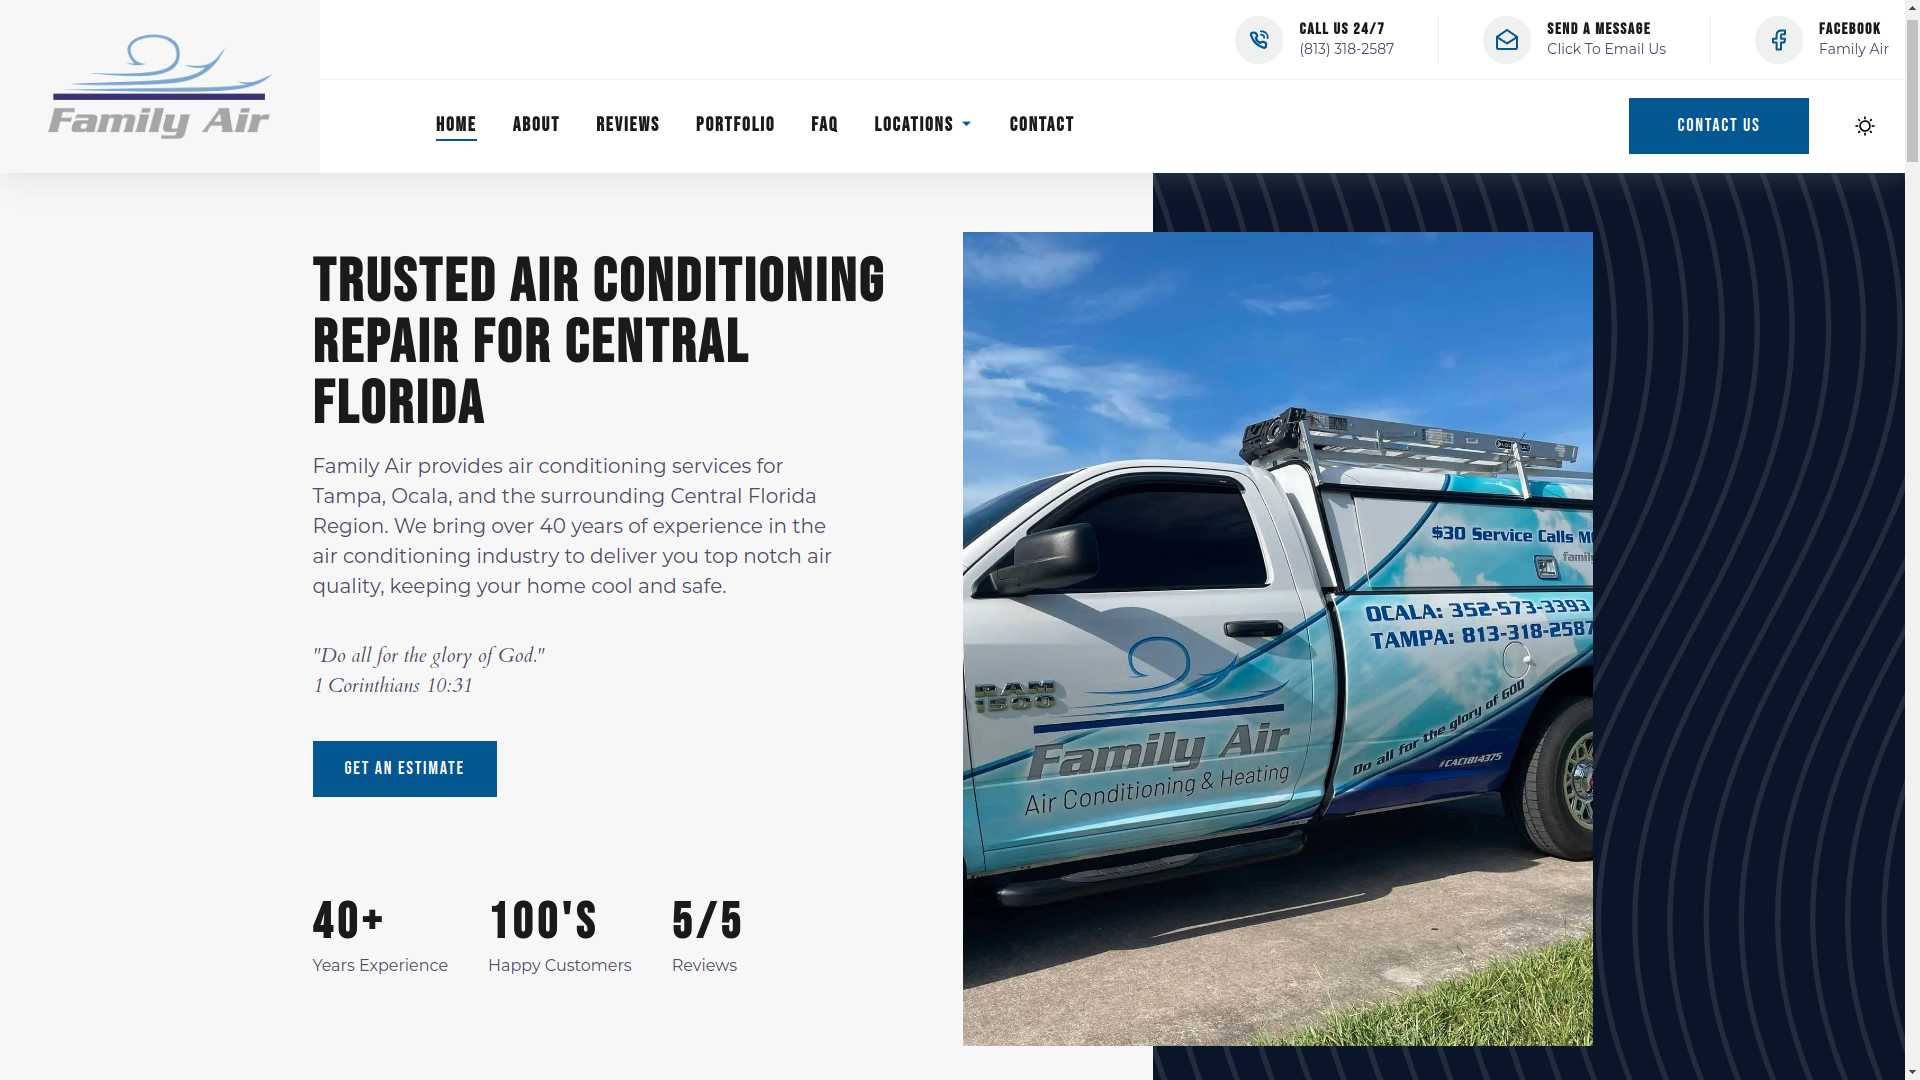 Family Air
CALL US 24/7
(813) 318-2587
SEND A MESSAGE
Click To Email Us
FACEBOOK
Family Air
HOME
ABOUT
REVIEWS
PORTFOLIO
FAQ
LOCATIONS
CONTACT
CONTACT US
TRUSTED AIR CONDITIONING
REPAIR FOR CENTRAL
FLORIDA
Family Air provides air conditioning services for
Tampa, Ocala, and the surrounding Central Florida
Region. We bring over 40 years of experience in the
air conditioning industry to deliver you top notch air
quality, keeping your home cool and safe.
"Do all for the glory of God."
1 Corinthians 10:31
GET AN ESTIMATE
40+
Years Experience
100'S
Happy Customers
5/5
Reviews
$30 Service Calls
famil
OCALA: 352-573-3393
TAMPA: 813-318-2587
RAM
1500
Family Air
Air Conditioning & Heating
Do all for the glory of GOD
#CAC1814375